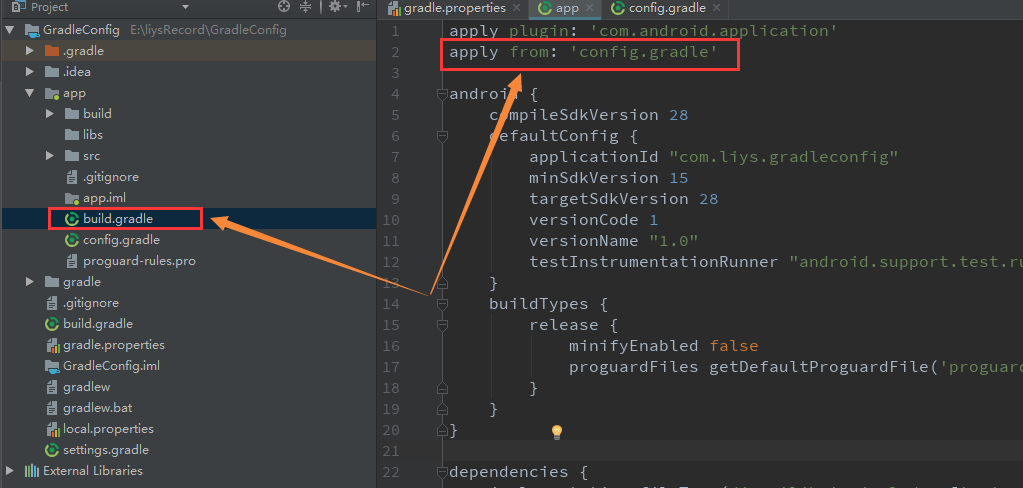 Project
GradleConfig E:\liysRecord\GradleConfig
.gradle
.idea
app
build
libs
src
.gitignore
app.iml
build.gradle
config.gradle
proguard-rules.pro
gradle
.gitignore
build.gradle
gradle.properties
GradleConfig.iml
gradlew
gradlew.bat
local.properties
settings.gradle
External Libraries
gradle.properties × app × config.gradle ×
1 apply plugin: 'com.android.application'
2 apply from: 'config.gradle'
3
4 android {
5 compileSdkVersion 28
6 defaultConfig {
7 applicationId "com.liys.gradleconfig"
8 minSdkVersion 15
9 targetSdkVersion 28
10 versionCode 1
11 versionName "1.0"
12 testInstrumentationRunner "android.support.test.ru
13 }
14 buildTypes {
15 release {
16 minifyEnabled false
17 proguardFiles getDefaultProguardFile('proguard
18 }
19 }
20 }
21
22 dependencies {